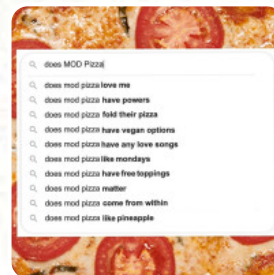 does MOD Pizza
does mod pizza love me
does mod pizza have powers
does mod pizza fold their pizza
does mod pizza have vegan options
does mod pizza have any love songs
does mod pizza like mondays
does mod pizza have free toppings
does mod pizza matter
does mod pizza come from within
does mod pizza like pineapple